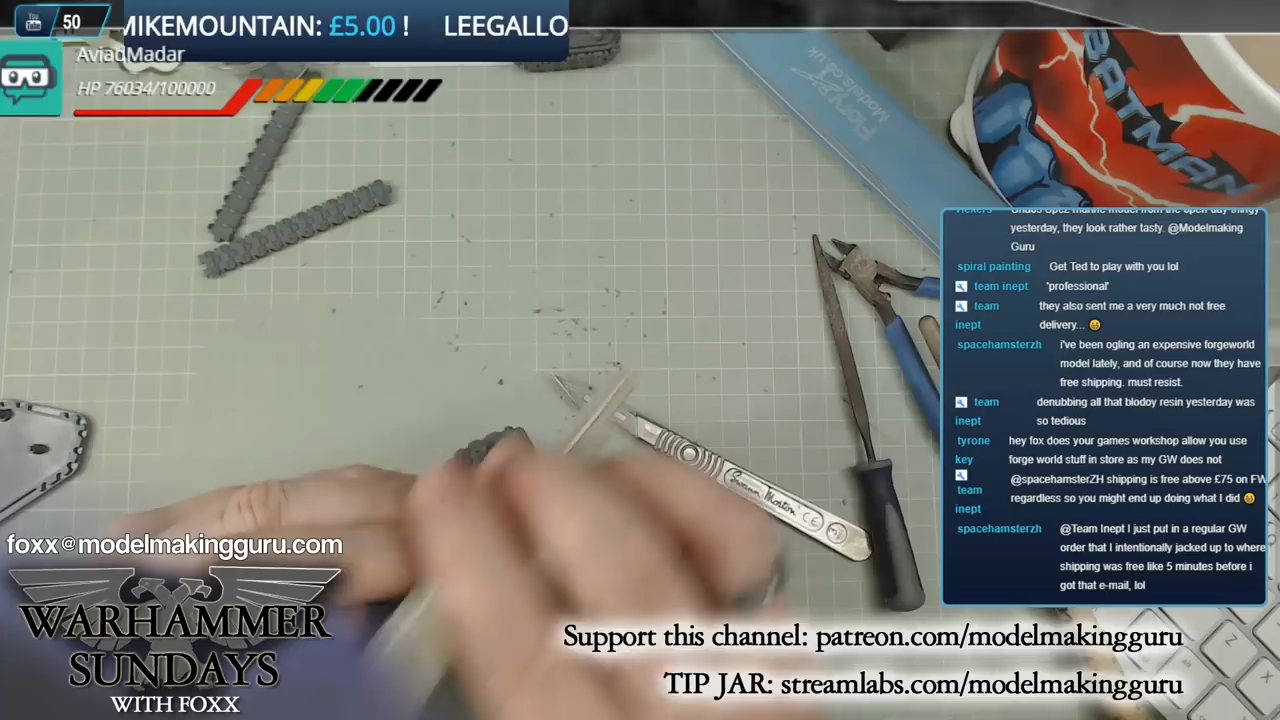 50
MIKEMOUNTAIN: £5.00 ! LEEGALLO
AviadMadar
HP 76034/100000
Models.co.uk
BATMAN
yesterday, they look rather tasty. @Modelmaking
Guru
spiral painting Get Ted to play with you lol
team inept 'professional'
team they also sent me a very much not free
inept delivery...
spacehamsterzh i've been ogling an expensive forgeworld
model lately, and of course now they have
free shipping. must resist.
team denubbing all that blodoy resin yesterday was
inept so tedious
tyrone hey fox does your games workshop allow you use
key forge world stuff in store as my GW does not
@spacehamsterZH shipping is free above £75 on FW
team regardless so you might end up doing what I did
inept
spacehamsterzh @Team Inept I just put in a regular GW
order that I intentionally jacked up to where
shipping was free like 5 minutes before i
got that e-mail, lol
Swann Morton
foxx@modelmakingguru.com
WARHAMMER
SUNDAYS
WITH FOXX
Support this channel: patreon.com/modelmakingguru
TIP JAR: streamlabs.com/modelmakingguru
Z
X